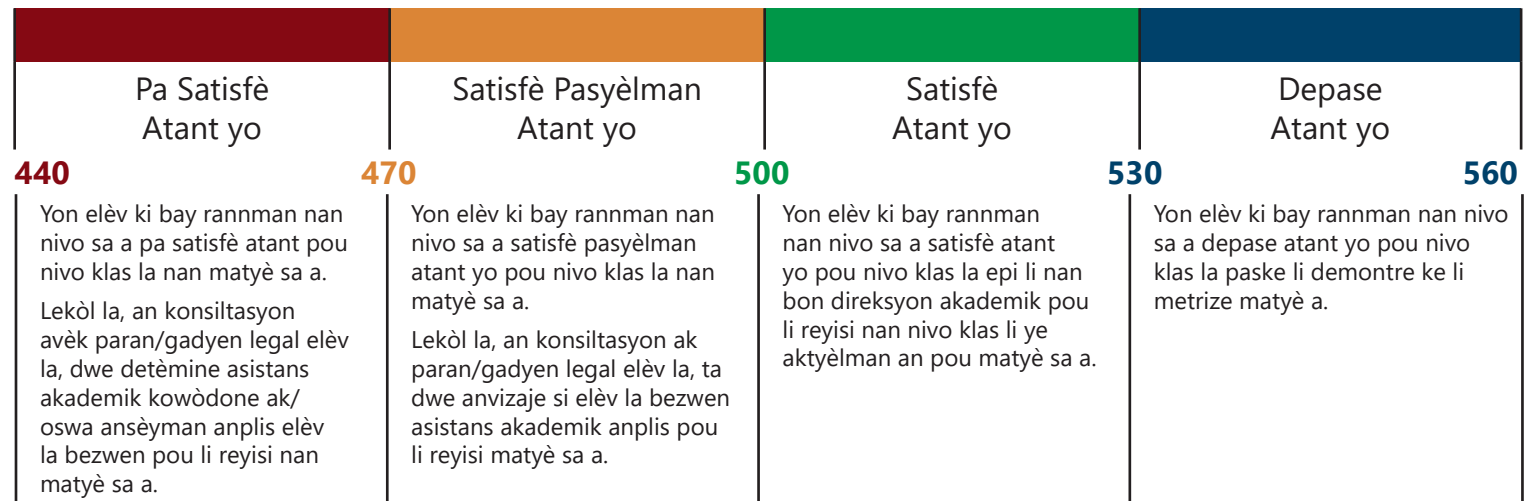 Pa Satisfè
Atant yo
Satisfè Pasyèlman
Atant yo
Satisfè
Atant yo
Depase
Atant yo
440
470
500
530
560
Yon elèv ki bay rannman nan
nivo sa a pa satisfè atant pou
nivo klas la nan matyè sa a.
Lekòl la, an konsiltasyon
avèk paran/gadyen legal elèv
la, dwe detèmine asistans
akademik kowòdone ak/
oswa ansèyman anplis elèv
la bezwen pou li reyisi nan
matyè sa a.
Yon elèv ki bay rannman nan
nivo sa a satisfè pasyèlman
atant yo pou nivo klas la nan
matyè sa a.
Lekòl la, an konsiltasyon ak
paran/gadyen legal elèv la, ta
dwe anvizaje si elèv la bezwen
asistans akademik anplis pou
li reyisi matyè sa a.
Yon elèv ki bay rannman
nan nivo sa a satisfè atant
yo pou nivo klas la epi li nan
bon direksyon akademik pou
li reyisi nan nivo klas li ye
aktyèlman an pou matyè sa a.
Yon elèv ki bay rannman nan nivo
sa a depase atant yo pou nivo
klas la paske li demontre ke li
metrize matyè a.